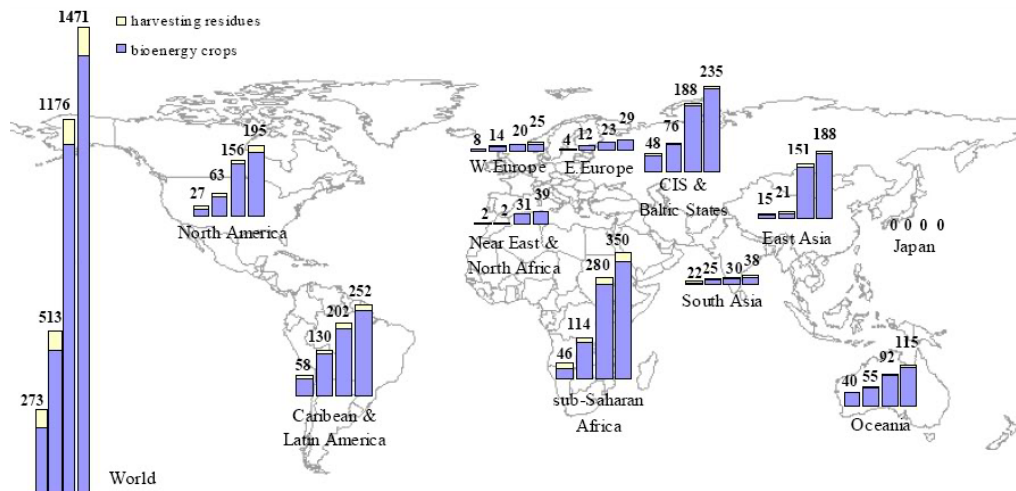 1471
harvesting residues
bioenergy crops
1176
513
273
World
27 63 156 195
North America
58 130 202 252
Caribean &
Latin America
8 14 20 25
W.Europe
4 12 23 29
E.Europe
48 76 188 235
CIS &
Baltic States
2 2 31 39
Near East &
North Africa
46 114 280 350
sub-Saharan
Africa
15 21 151 188
East Asia
0 0 0 0
Japan
22 25 30 38
South Asia
40 55 92 115
Oceania